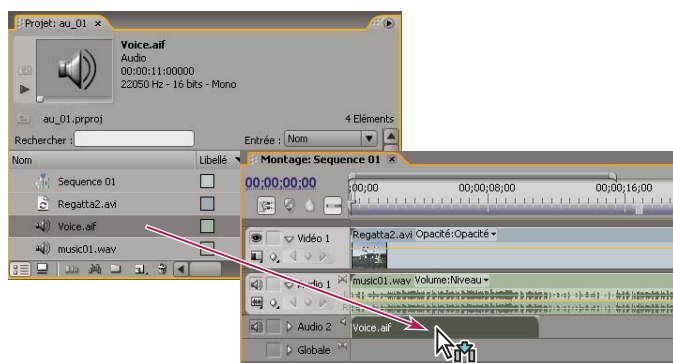 Projet: au_01
Voice.aif
Audio
00:00:11:00000
22050 Hz - 16 bits - Mono
au_01.prproj
4 Eléments
Rechercher :
Entrée : Nom
Nom
Libellé
Sequence 01
Regatta2.avi
Voice.aif
music01.wav
Montage: Sequence 01
00;00;00;00
;00;00
00;00;08;00
00;00;16;00
Vidéo 1
Regatta2.avi Opacité:Opacité
Audio 1
music01.wav Volume:Niveau
L
R
Audio 2
Voice.aif
Globale